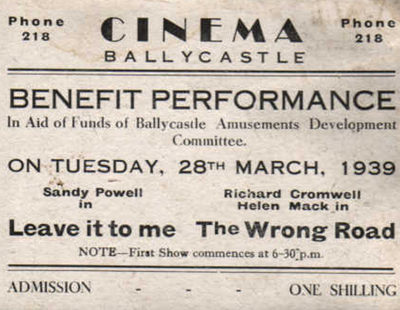 Phone CINEMA Phone
218 BALLYCASTLE 218
BENEFIT PERFORMANCE
In Aid of Funds of Ballycastle Amusements Development
Committee.
ON TUESDAY, 28TH MARCH, 1939
Sandy Powell
in
Leave it to me
Richard Cromwell
Helen Mack in
The Wrong Road
NOTE—First Show commences at 6-30 p.m.
ADMISSION - - - ONE SHILLING